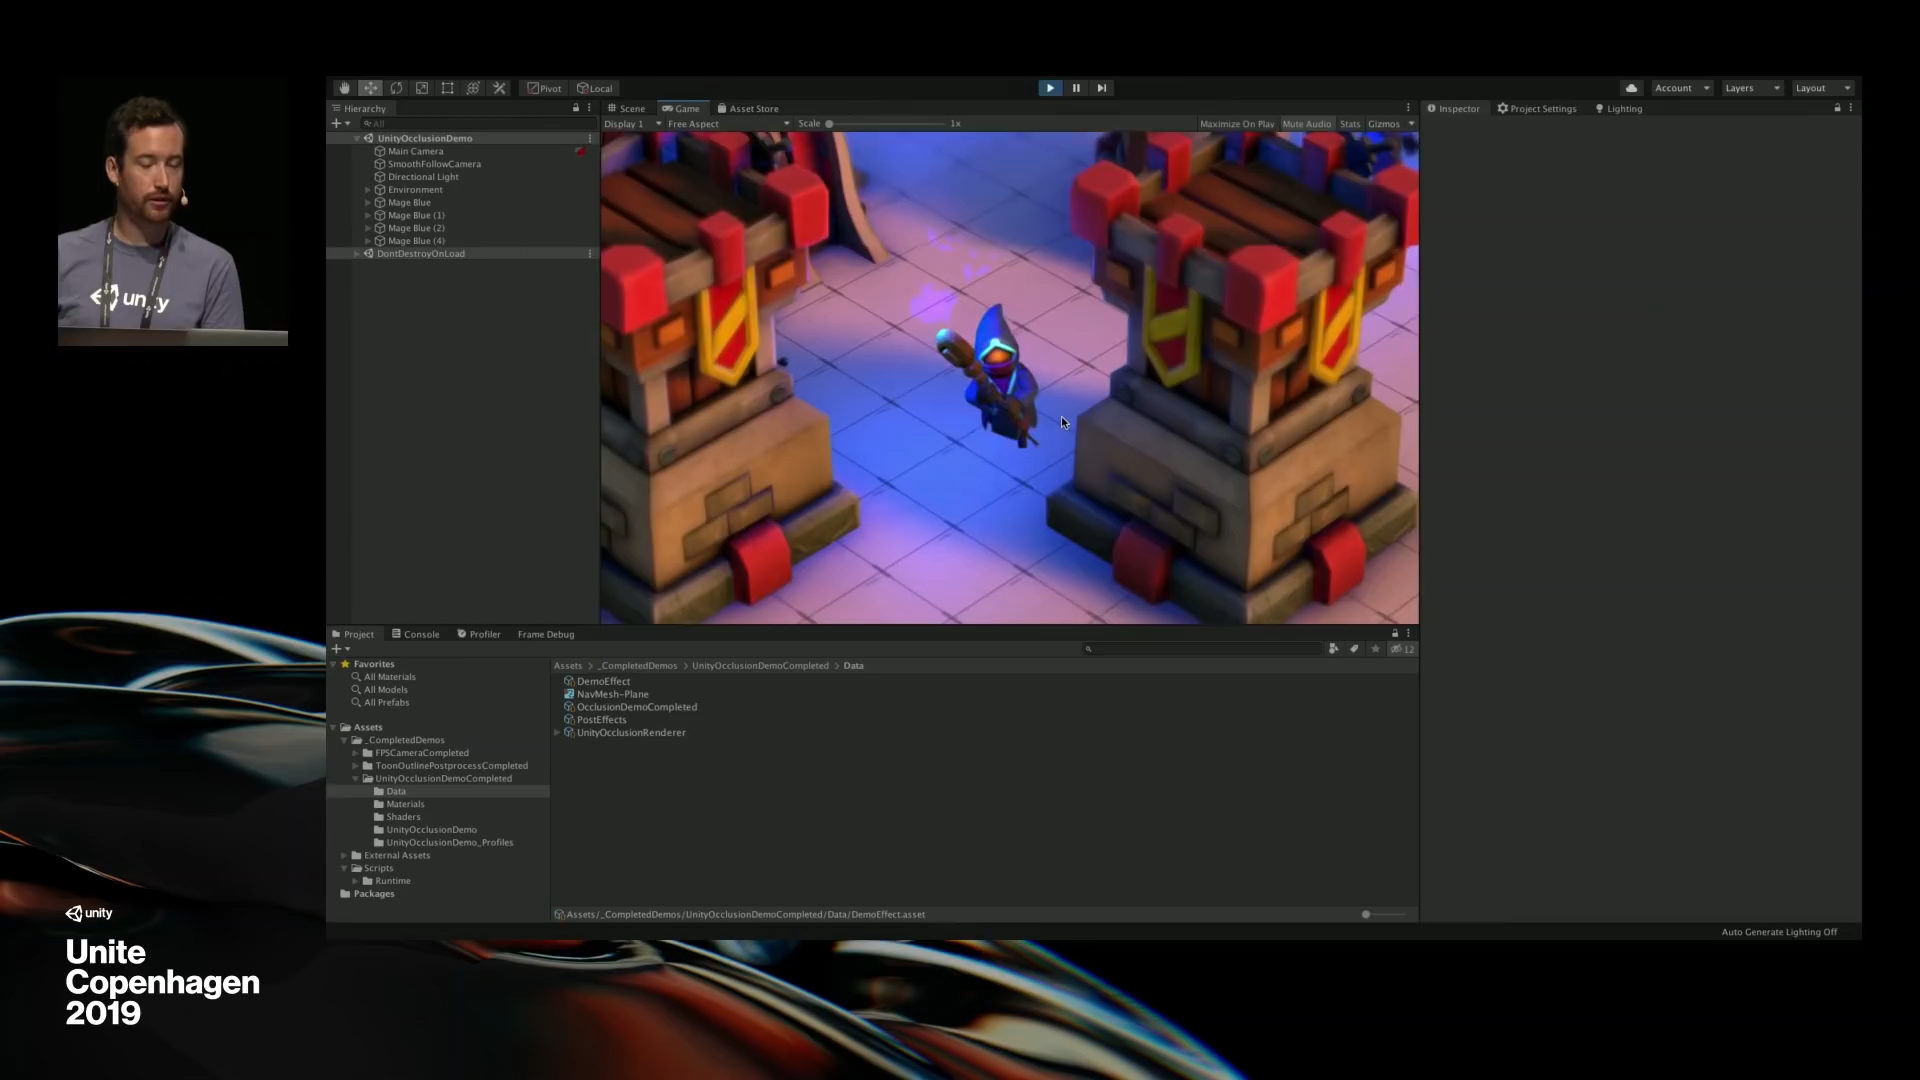 Pivot
Local
Account
Layers
Layout
Hierarchy
Scene
Game
Asset Store
Inspector
Project Settings
Lighting
All
Display 1
Free Aspect
Scale
1x
Maximize On Play
Mute Audio
Stats
Gizmos
UnityOcclusionDemo
Main Camera
SmoothFollowCamera
Directional Light
Environment
Mage Blue
Mage Blue (1)
Mage Blue (2)
Mage Blue (4)
DontDestroyOnLoad
unity
Project
Console
Profiler
Frame Debug
12
Favorites
All Materials
All Models
All Prefabs
Assets
_CompletedDemos
FPSCameraCompleted
ToonOutlinePostprocessCompleted
UnityOcclusionDemoCompleted
Data
Materials
Shaders
UnityOcclusionDemo
UnityOcclusionDemo_Profiles
External Assets
Scripts
Runtime
Packages
Assets > _CompletedDemos > UnityOcclusionDemoCompleted > Data
DemoEffect
NavMesh-Plane
OcclusionDemoCompleted
PostEffects
UnityOcclusionRenderer
Assets/_CompletedDemos/UnityOcclusionDemoCompleted/Data/DemoEffect.asset
Auto Generate Lighting Off
unity
Unite
Copenhagen
2019